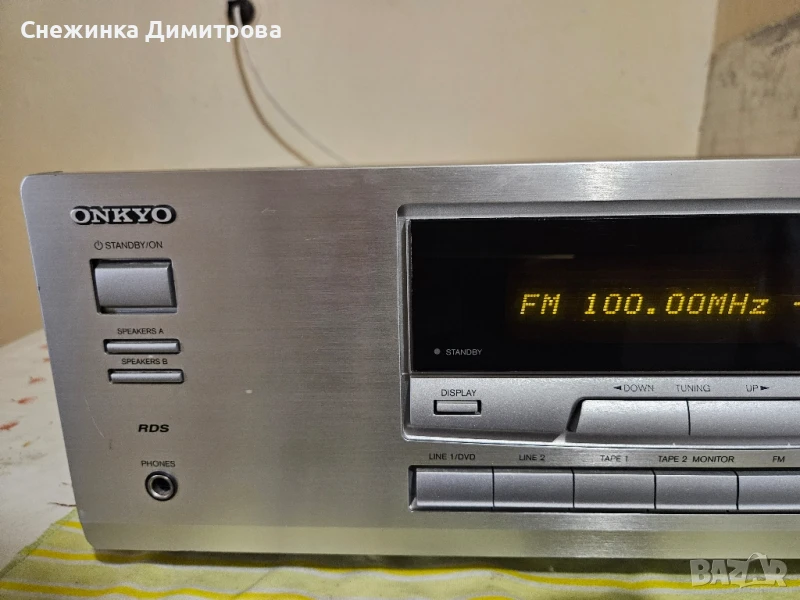 Снежинка Димитрова
ONKYO
STANDBY/ON
SPEAKERS A
SPEAKERS B
RDS
PHONES
FM 100.00MHz -
STANDBY
DISPLAY
◄DOWN TUNING UP►
LINE 1/DVD LINE 2 TAPE 1 TAPE 2 MONITOR FM
BAZAR